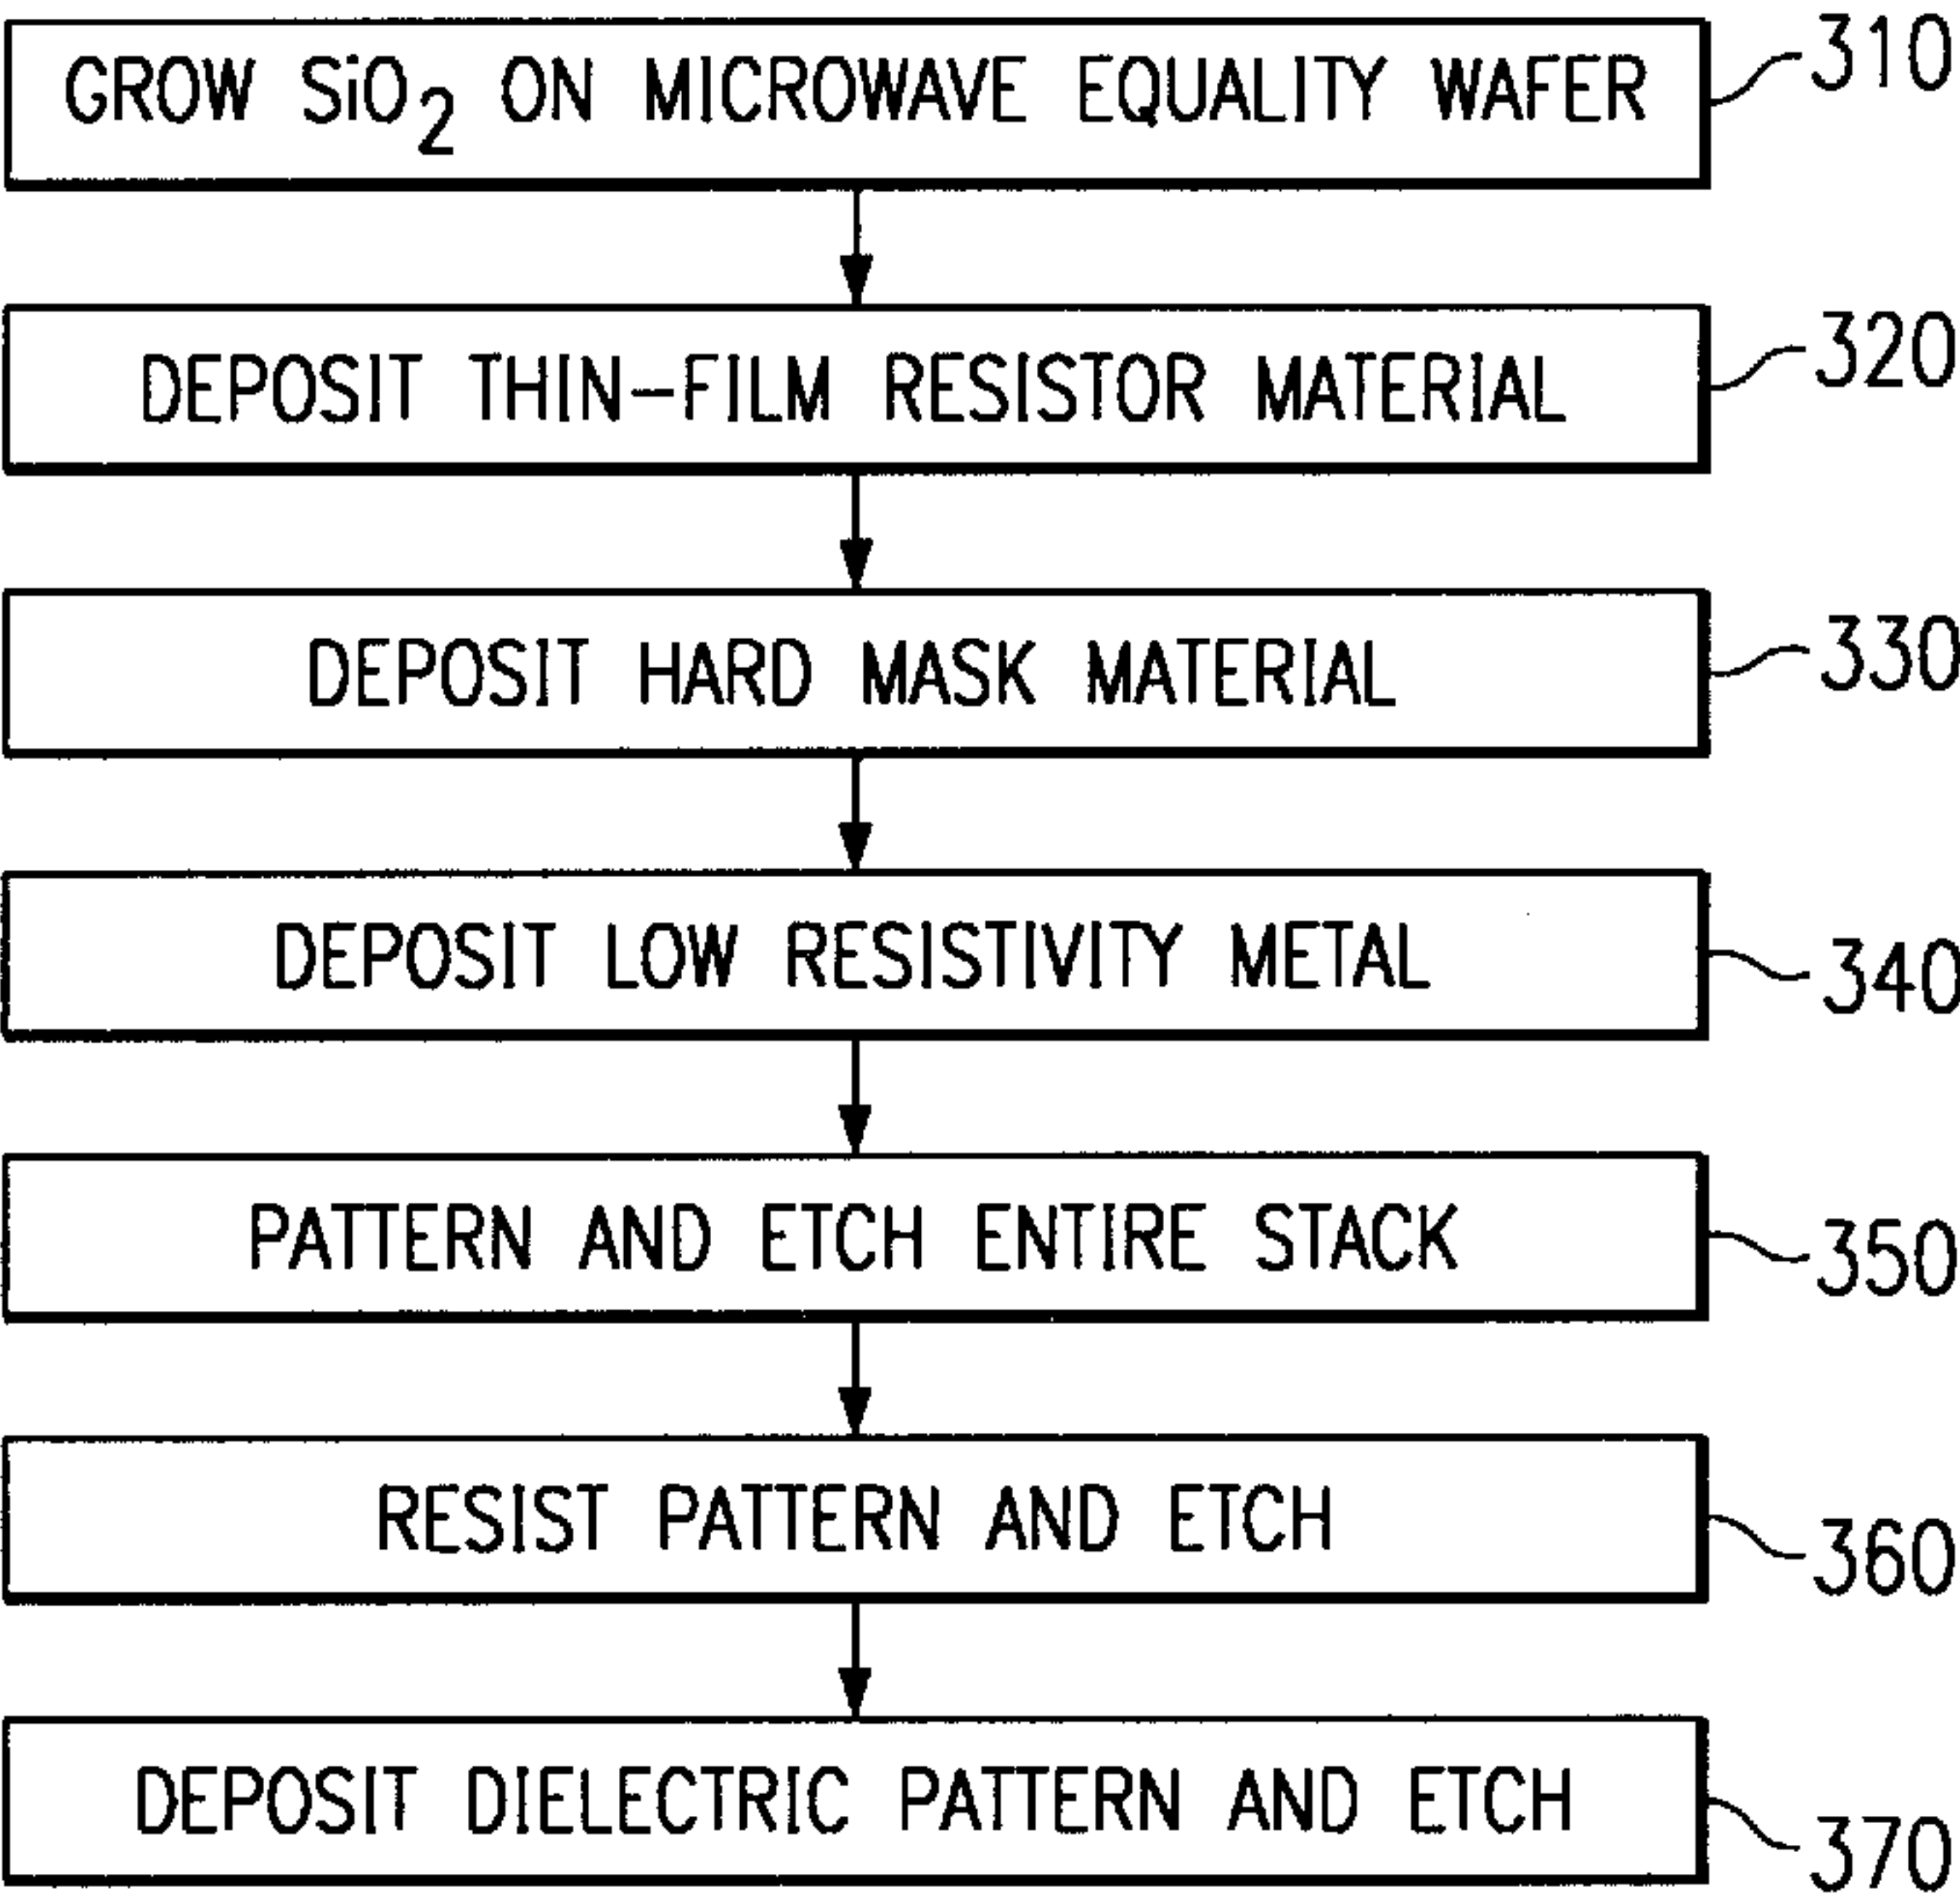 GROW SiO2 ON MICROWAVE EQUALITY WAFER
310
DEPOSIT THIN-FILM RESISTOR MATERIAL
320
DEPOSIT HARD MASK MATERIAL
330
DEPOSIT LOW RESISTIVITY METAL
340
PATTERN AND ETCH ENTIRE STACK
350
RESIST PATTERN AND ETCH
360
DEPOSIT DIELECTRIC PATTERN AND ETCH
370